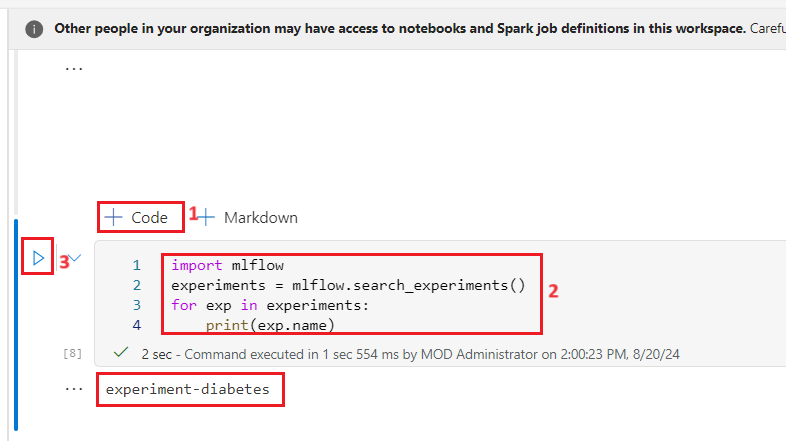 Other people in your organization may have access to notebooks and Spark job definitions in this workspace. Carefu
...
+ Code 1 + Markdown
3
1 import mlflow
2 experiments = mlflow.search_experiments()
3 for exp in experiments:
4     print(exp.name)
2
[8] 2 sec - Command executed in 1 sec 554 ms by MOD Administrator on 2:00:23 PM, 8/20/24
... experiment-diabetes